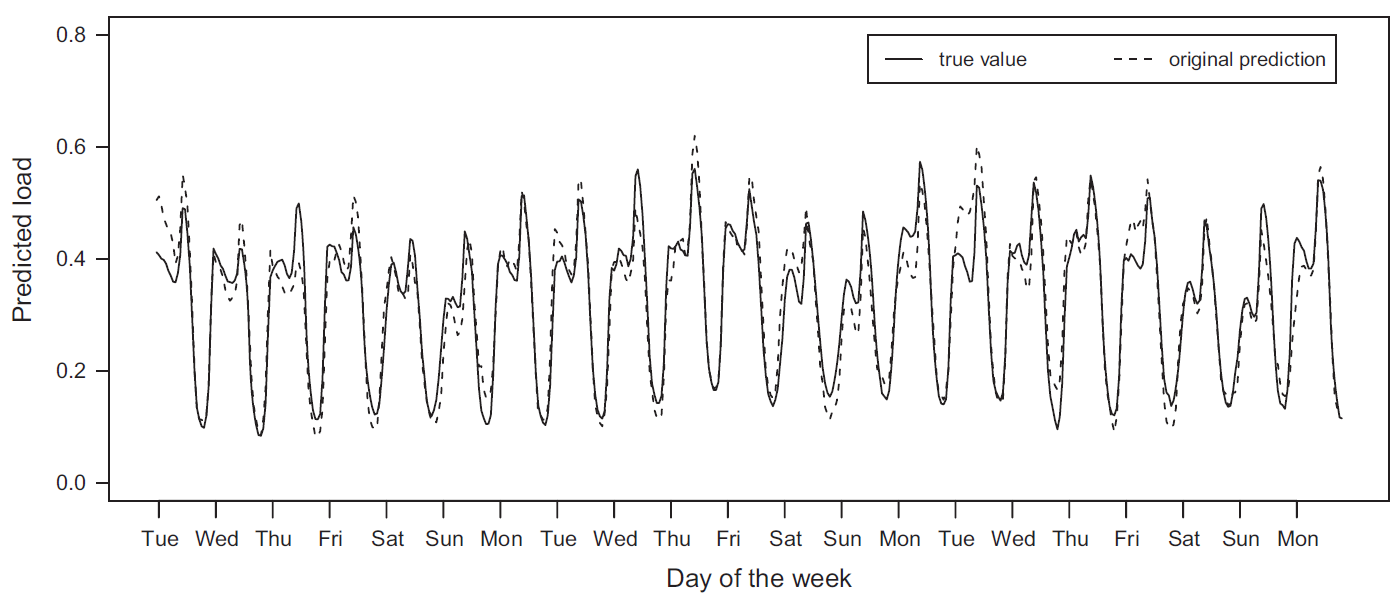 0.8
true value original prediction
0.6
0.4
0.2
0.0
Predicted load
Tue Wed Thu Fri Sat Sun Mon Tue Wed Thu Fri Sat Sun Mon Tue Wed Thu Fri Sat Sun Mon
Day of the week